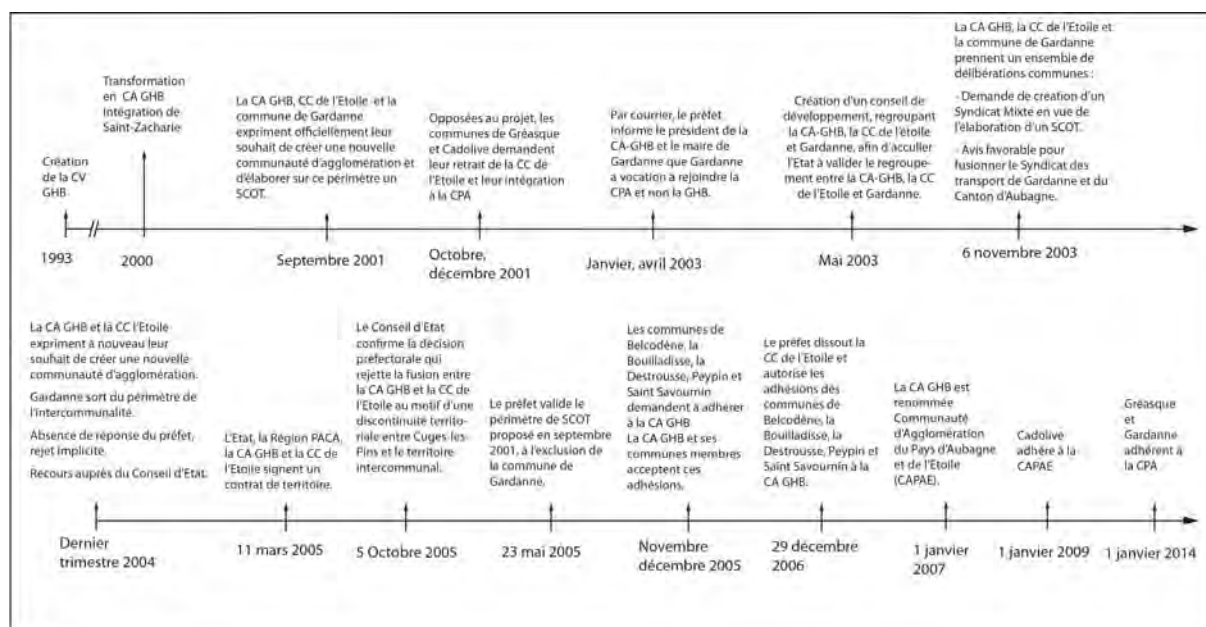 Création
de la CV
GHB
1993
Transformation
en CA GHB
Intégration de
Saint-Zacharie
2000
La CA GHB, CC de l'Etoile et la
commune de Gardanne
expriment officiellement leur
souhait de créer une nouvelle
communauté d'agglomération et
d'élaborer sur ce périmètre un
SCOT.
Septembre 2001
Opposées au projet, les
communes de Gréasque
et Cadolive demandent
leur retrait de la CC de
l'Etoile et leur intégration
à la CPA
Octobre,
décembre 2001
Par courrier, le préfet
informe le président de la
CA-GHB et le maire de
Gardanne que Gardanne
a vocation à rejoindre la
CPA et non la GHB.
Janvier, avril 2003
Création d'un conseil de
développement, regroupant
la CA-GHB, la CC de l'étoile
et Gardanne, afin d'acculer
l'Etat à valider le regroupe-
ment entre la CA-GHB, la CC
de l'Etoile et Gardanne.
Mai 2003
La CA GHB, la CC de l'Etoile et
la commune de Gardanne
prennent un ensemble de
délibérations communes :
- Demande de creation d'un
Syndicat Mixte en vue de
l'élaboration d'un SCOT.
- Avis favorable pour
fusionner le Syndicat des
transport de Gardanne et du
Canton d'Aubagne.
6 novembre 2003
La CA GHB et la CC l'Etoile
expriment à nouveau leur
souhait de créer une nouvelle
communauté d'agglomération.
Gardanne sort du périmètre de
l'intercommunalité.
Absence de réponse du préfet,
rejet implicite.
Recours auprès du Conseil d'Etat.
Dernier
trimestre 2004
L'Etat, la Région PACA,
la CA GHB et la CC de
l'Etoile signent un
contrat de territoire.
11 mars 2005
Le Conseil d'Etat
confirme la décision
préfectorale qui
rejette la fusion entre
la CA GHB et la CC de
l'Etoile au motif d'une
discontinuité territo-
riale entre Cuges-les-
Pins et le territoire
intercommunal.
5 Octobre 2005
Le préfet valide le
périmètre de SCOT
proposé en septembre
2001, à l'exclusion de
la commune de
Gardanne.
23 mai 2005
Les communes de
Belcodène, la
Bouilladisse, la
Destrousse, Peypin et
Saint Savournin
demandent à adhérer
à la CA GHB
La CA GHB et ses
communes membres
acceptent ces
adhésions.
Novembre
décembre 2005
Le préfet dissout la
CC de l'Etoile et
autorise les
adhésions des
communes de
Belcodène, la
Bouilladisse, la
Destrousse, Peypin et
Saint Savournin à la
CA GHB.
29 décembre
2006
La CA GHB est
renommée
Communauté
d'Agglomération
du Pays d'Aubagne
et de l'Etoile
(CAPAE).
1 janvier
2007
Cadolive
adhère à la
CAPAE
1 janvier 2009
Gréasque
et
Gardanne
adhérent à
la CPA
1 janvier 2014